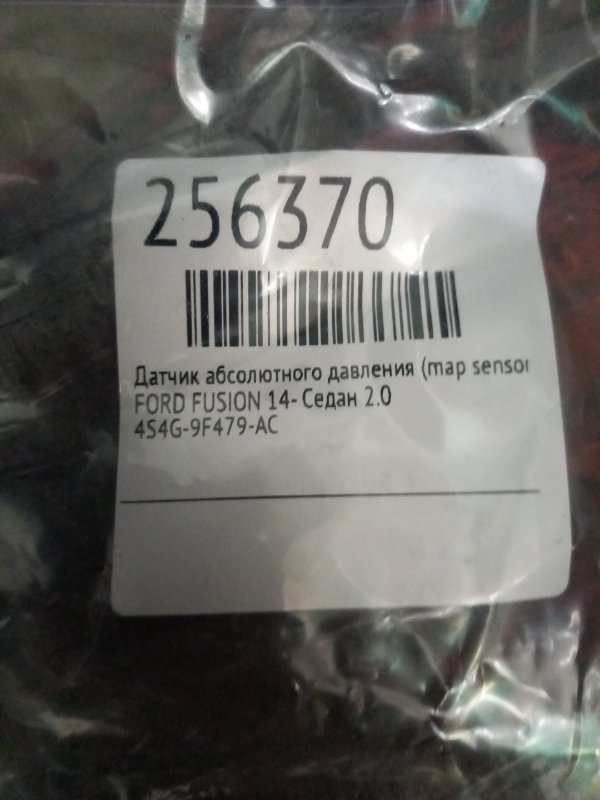 256370
Датчик абсолютного давления (map sensor
FORD FUSION 14- Седан 2.0
4S4G-9F479-AC